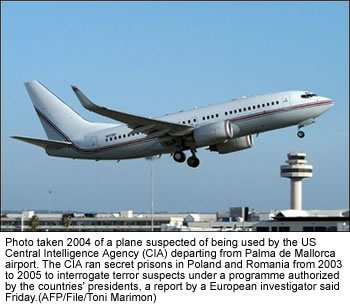 Photo taken 2004 of a plane suspected of being used by the US
Central Intelligence Agency (CIA) departing from Palma de Mallorca
airport. The CIA ran secret prisons in Poland and Romania from 2003
to 2005 to interrogate terror suspects under a programme authorized
by the countries' presidents, a report by a European investigator said
Friday.(AFP/File/Toni Marimon)